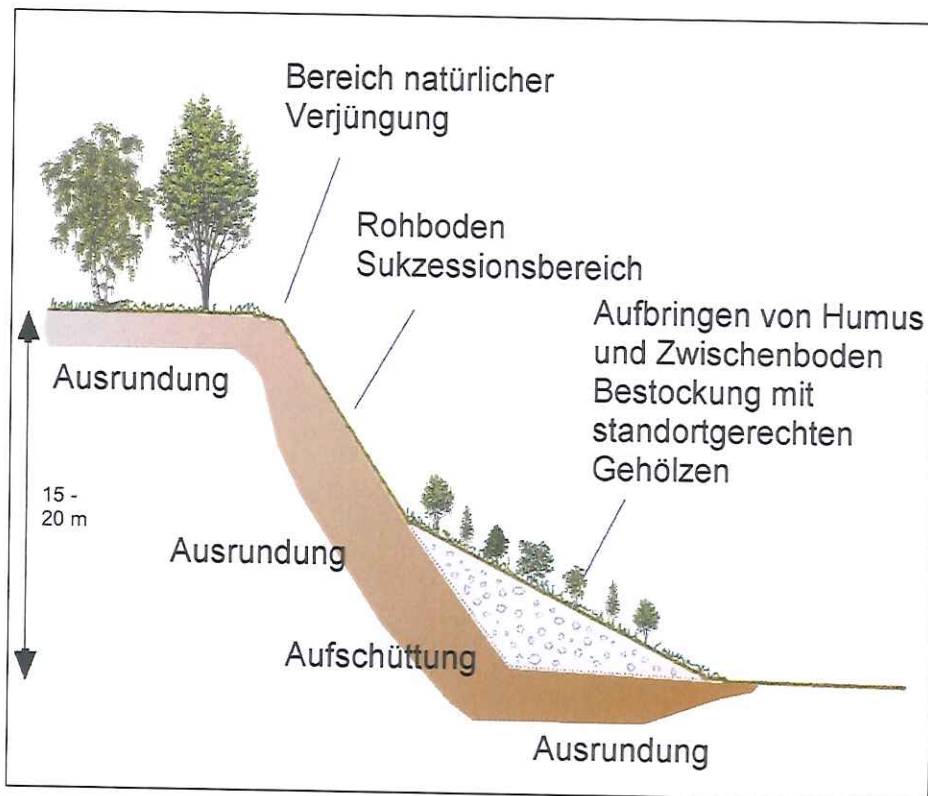 Bereich natürlicher
Verjüngung
Rohboden
Sukzessionsbereich
Aufbringen von Humus
und Zwischenboden
Bestockung mit
standortgerechten
Gehölzen
Ausrundung
15 -
20 m
Ausrundung
Aufschüttung
Ausrundung